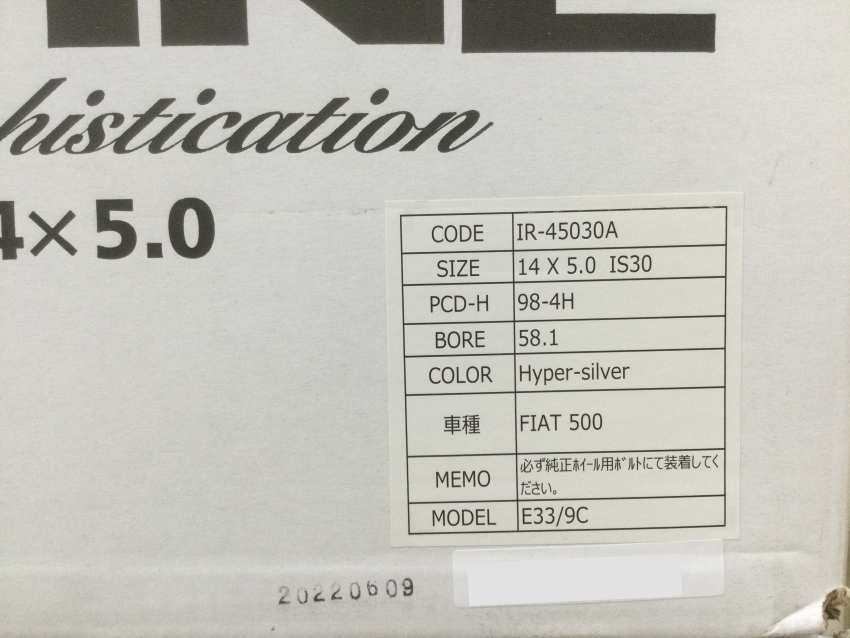 histication
4×5.0
CODE IR-45030A
SIZE 14 X 5.0 IS30
PCD-H 98-4H
BORE 58.1
COLOR Hyper-silver
車種 FIAT 500
MEMO 必ず純正ﾎｲｰﾙ用ﾎﾞﾙﾄにて装着してく
ださい。
MODEL E33/9C
20220609